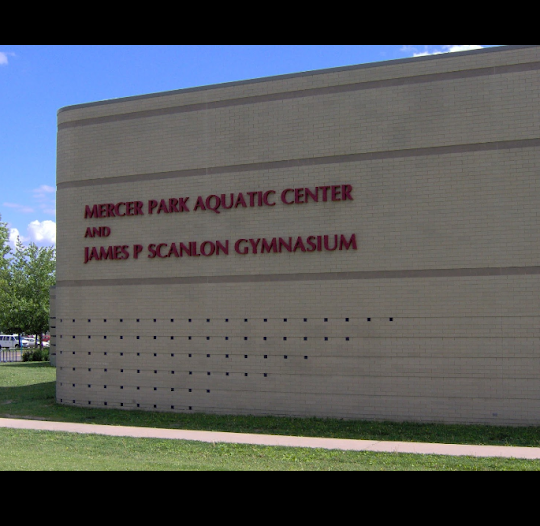 MERCER PARK AQUATIC CENTER
AND
JAMES P SCANLON GYMNASIUM